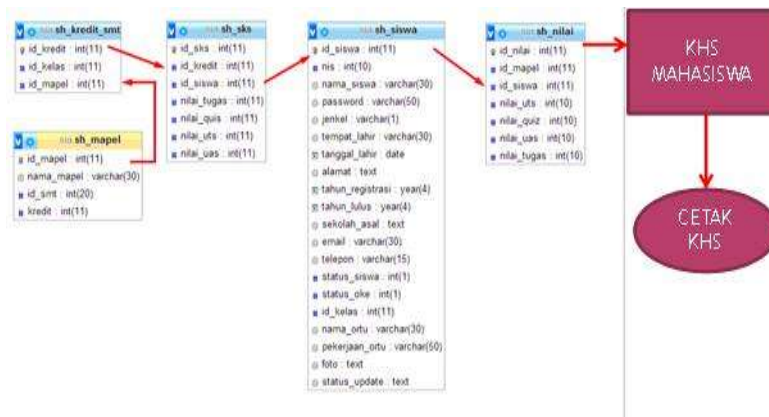 sh_kredit_smt
id_kredit : int(11)
id_kelas : int(11)
id_mapel : int(11)
sh_mapel
id_mapel : int(11)
nama_mapel : varchar(30)
id_smt : int(20)
kredit : int(11)
sh_sks
id_sks : int(11)
id_kredit : int(11)
id_siswa : int(11)
nilai_tugas : int(11)
nilai_quis : int(11)
nilai_uts : int(11)
nilai_uas : int(11)
sh_siswa
id_siswa : int(11)
nis : int(10)
nama_siswa : varchar(30)
password : varchar(50)
jenkel : varchar(1)
tempat_lahir : varchar(30)
tanggal_lahir : date
alamat : text
tahun_registrasi : year(4)
tahun_lulus : year(4)
sekolah_asal : text
email : varchar(30)
telepon : varchar(15)
status_siswa : int(1)
status_oke : int(1)
id_kelas : int(11)
nama_ortu : varchar(30)
pekerjaan_ortu : varchar(50)
foto : text
status_update : text
sh_nilai
id_nilai : int(11)
id_mapel : int(11)
id_siswa : int(11)
nilai_uts : int(10)
nilai_quiz : int(10)
nilai_uas : int(10)
nilai_tugas : int(10)
KHS
MAHASISWA
CETAK
KHS